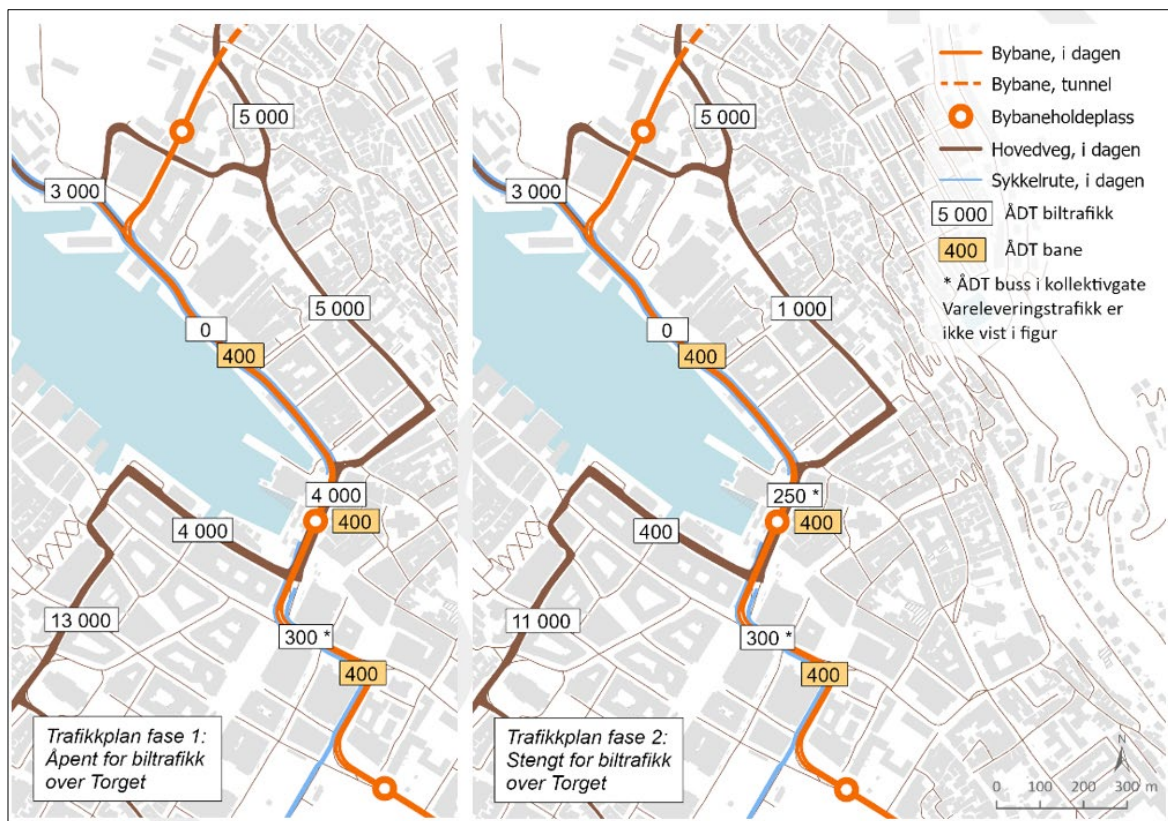 5 000
3 000
5 000
0
400
4 000
400
4 000
13 000
300 *
400
Trafikkplan fase 1:
Åpent for biltrafikk
over Torget
5 000
3 000
1 000
0
400
250 *
400
400
11 000
300 *
400
Trafikkplan fase 2:
Stengt for biltrafikk
over Torget
Bybane, i dagen
Bybane, tunnel
Bybaneholdeplass
Hovedveg, i dagen
Sykkelrute, i dagen
5 000 ÅDT biltrafikk
400 ÅDT bane
* ÅDT buss i kollektivgate
Vareleveringstrafikk er
ikke vist i figur
N
0 100 200 300 m